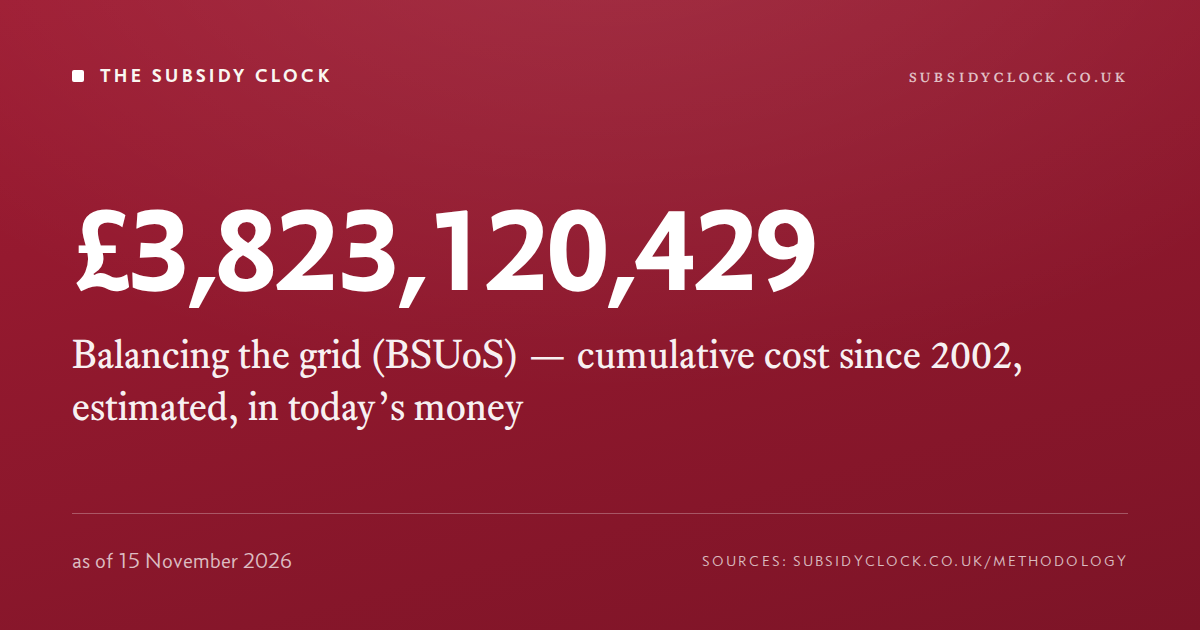 THE SUBSIDY CLOCK
SUBSIDYCLOCK.CO.UK
£3,823,120,429
Balancing the grid (BSUoS) — cumulative cost since 2002,
estimated, in today’s money
as of 15 November 2026
SOURCES: SUBSIDYCLOCK.CO.UK/METHODOLOGY